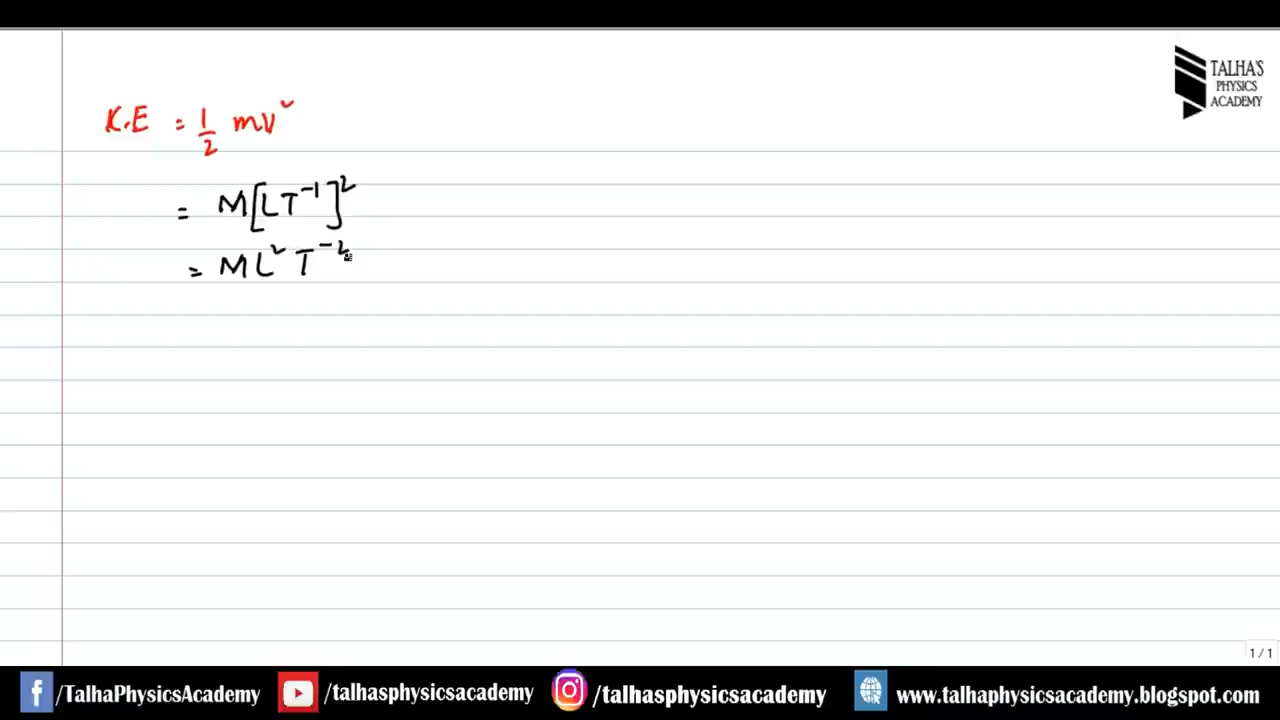 TALHA'S
PHYSICS
ACADEMY
K.E = 1/2 mv²
= M[LT⁻¹]²
= ML²T⁻²
1 / 1
/TalhaPhysicsAcademy
/talhasphysicsacademy
/talhasphysicsacademy
www.talhaphysicsacademy.blogspot.com